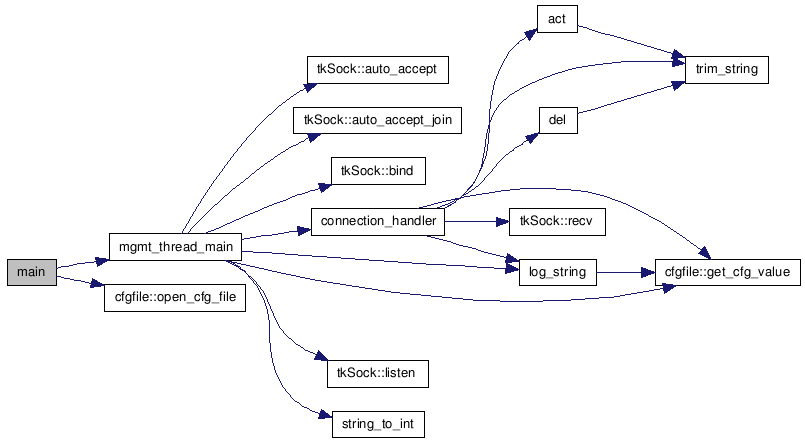 act
tkSock::auto_accept
trim_string
tkSock::auto_accept_join
del
tkSock::bind
connection_handler
tkSock::recv
mgmt_thread_main
main
log_string
cfgfile::get_cfg_value
cfgfile::open_cfg_file
tkSock::listen
string_to_int